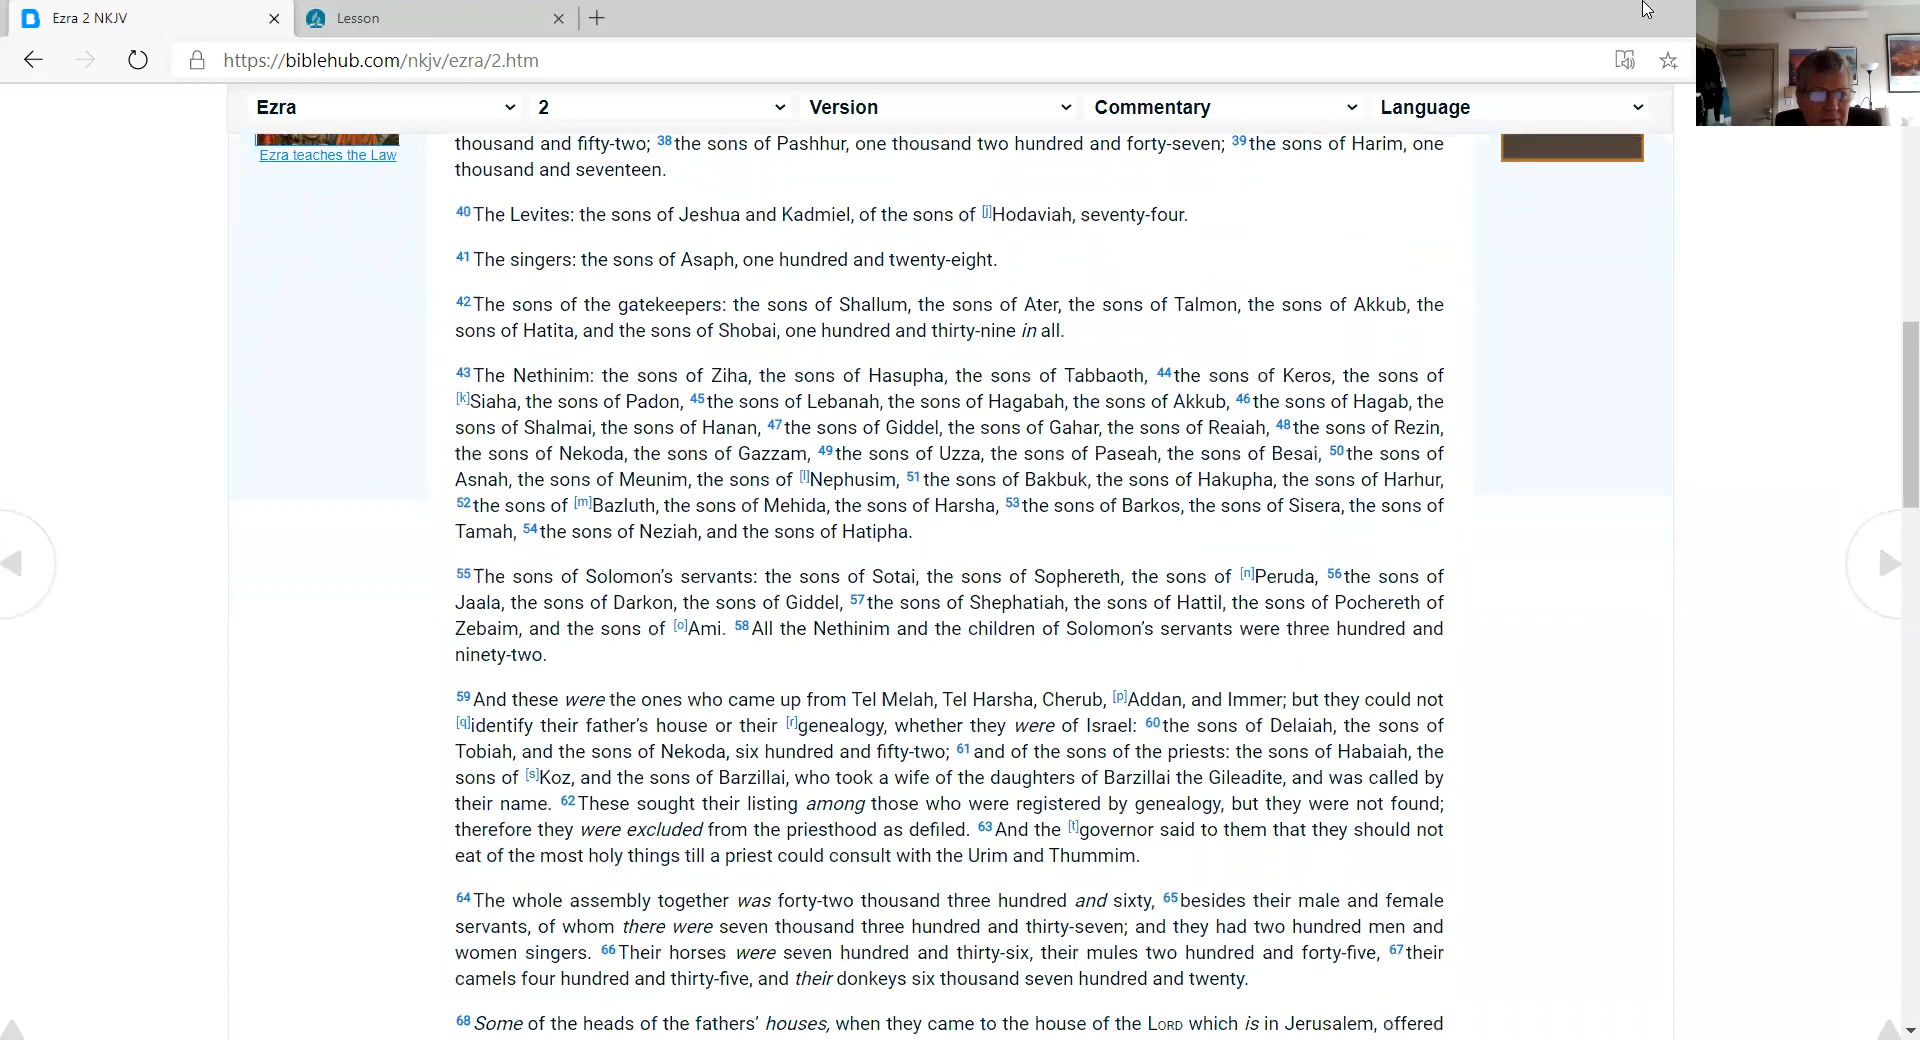 Ezra 2 NKJV
Lesson
https://biblehub.com/nkjv/ezra/2.htm
Ezra 2 Version Commentary Language
Ezra teaches the Law
thousand and fifty-two; 38 the sons of Pashhur, one thousand two hundred and forty-seven; 39 the sons of Harim, one
thousand and seventeen.
40 The Levites: the sons of Jeshua and Kadmiel, of the sons of [j]Hodaviah, seventy-four.
41 The singers: the sons of Asaph, one hundred and twenty-eight.
42 The sons of the gatekeepers: the sons of Shallum, the sons of Ater, the sons of Talmon, the sons of Akkub, the
sons of Hatita, and the sons of Shobai, one hundred and thirty-nine in all.
43 The Nethinim: the sons of Ziha, the sons of Hasupha, the sons of Tabbaoth, 44 the sons of Keros, the sons of
[k]Siaha, the sons of Padon, 45 the sons of Lebanah, the sons of Hagabah, the sons of Akkub, 46 the sons of Hagab, the
sons of Shalmai, the sons of Hanan, 47 the sons of Giddel, the sons of Gahar, the sons of Reaiah, 48 the sons of Rezin,
the sons of Nekoda, the sons of Gazzam, 49 the sons of Uzza, the sons of Paseah, the sons of Besai, 50 the sons of
Asnah, the sons of Meunim, the sons of [l]Nephusim, 51 the sons of Bakbuk, the sons of Hakupha, the sons of Harhur,
52 the sons of [m]Bazluth, the sons of Mehida, the sons of Harsha, 53 the sons of Barkos, the sons of Sisera, the sons of
Tamah, 54 the sons of Neziah, and the sons of Hatipha.
55 The sons of Solomon’s servants: the sons of Sotai, the sons of Sophereth, the sons of [n]Peruda, 56 the sons of
Jaala, the sons of Darkon, the sons of Giddel, 57 the sons of Shephatiah, the sons of Hattil, the sons of Pochereth of
Zebaim, and the sons of [o]Ami. 58 All the Nethinim and the children of Solomon’s servants were three hundred and
ninety-two.
59 And these were the ones who came up from Tel Melah, Tel Harsha, Cherub, [p]Addan, and Immer; but they could not
[q]identify their father’s house or their [r]genealogy, whether they were of Israel: 60 the sons of Delaiah, the sons of
Tobiah, and the sons of Nekoda, six hundred and fifty-two; 61 and of the sons of the priests: the sons of Habaiah, the
sons of [s]Koz, and the sons of Barzillai, who took a wife of the daughters of Barzillai the Gileadite, and was called by
their name. 62 These sought their listing among those who were registered by genealogy, but they were not found;
therefore they were excluded from the priesthood as defiled. 63 And the [t]governor said to them that they should not
eat of the most holy things till a priest could consult with the Urim and Thummim.
64 The whole assembly together was forty-two thousand three hundred and sixty, 65 besides their male and female
servants, of whom there were seven thousand three hundred and thirty-seven; and they had two hundred men and
women singers. 66 Their horses were seven hundred and thirty-six, their mules two hundred and forty-five, 67 their
camels four hundred and thirty-five, and their donkeys six thousand seven hundred and twenty.
68 Some of the heads of the fathers’ houses, when they came to the house of the LORD which is in Jerusalem, offered